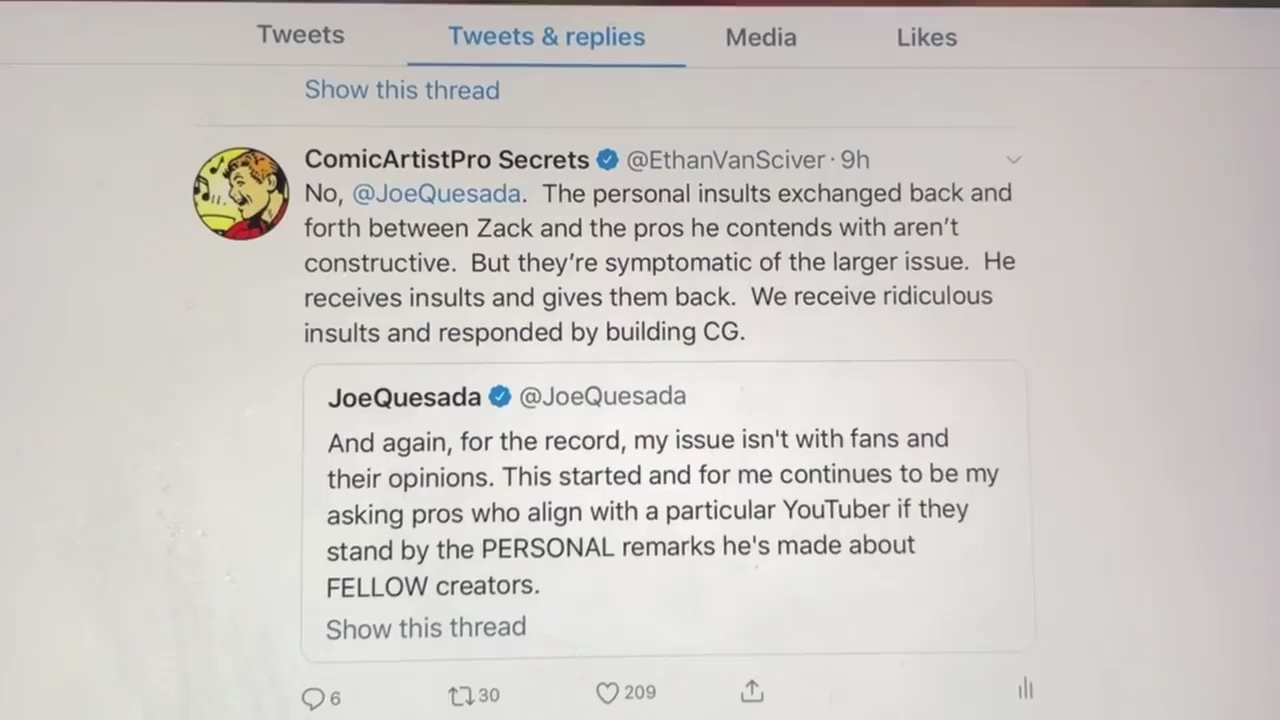 Tweets Tweets & replies Media Likes
Show this thread
ComicArtistPro Secrets @EthanVanSciver · 9h
No, @JoeQuesada. The personal insults exchanged back and
forth between Zack and the pros he contends with aren’t
constructive. But they’re symptomatic of the larger issue. He
receives insults and gives them back. We receive ridiculous
insults and responded by building CG.
JoeQuesada @JoeQuesada
And again, for the record, my issue isn't with fans and
their opinions. This started and for me continues to be my
asking pros who align with a particular YouTuber if they
stand by the PERSONAL remarks he's made about
FELLOW creators.
Show this thread
6 30 209